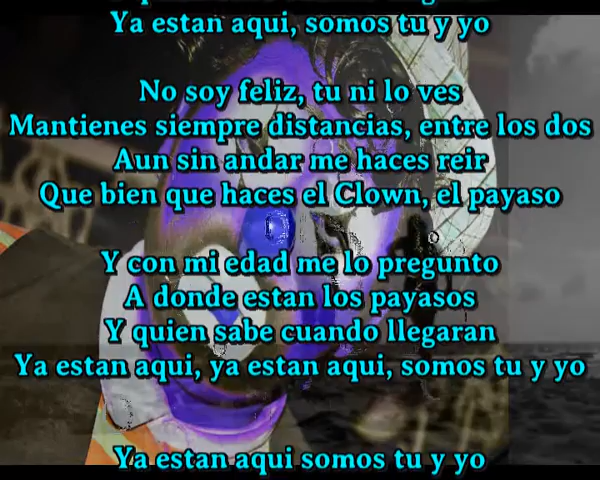 Ya estan aqui, somos tu y yo
No soy feliz, tu ni lo ves
Mantienes siempre distancias, entre los dos
Aun sin andar me haces reir
Que bien que haces el Clown, el payaso
Y con mi edad me lo pregunto
A donde estan los payasos
Y quien sabe cuando llegaran
Ya estan aqui, ya estan aqui, somos tu y yo
Ya estan aqui somos tu y yo